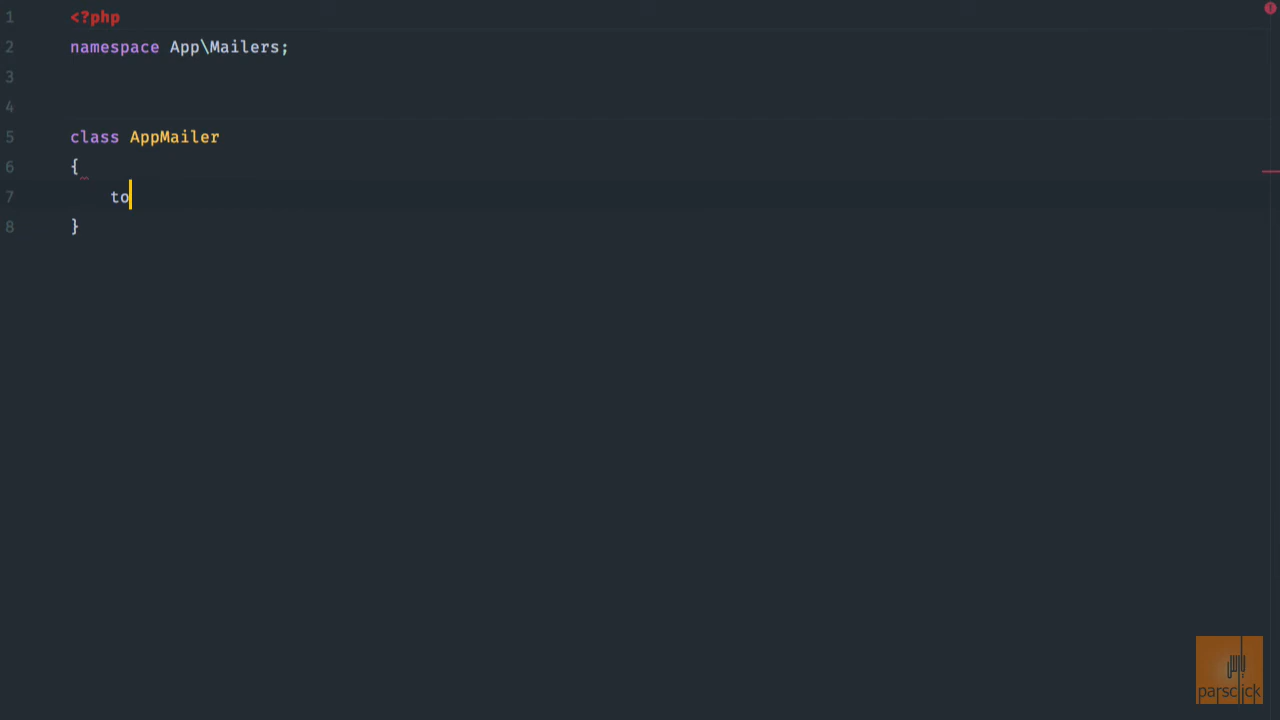 1 <?php
2 namespace App\Mailers;
3
4
5 class AppMailer
6 {
7 to
8 }
parsclick